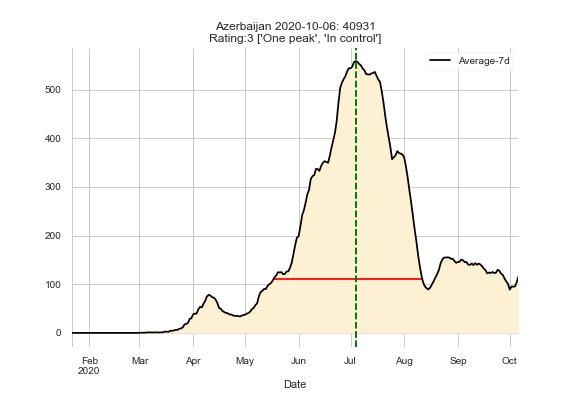 Azerbaijan 2020-10-06: 40931
Rating:3 ['One peak', 'In control']
Average-7d
500
400
300
200
100
0
Feb Mar Apr May Jun Jul Aug Sep Oct
2020
Date